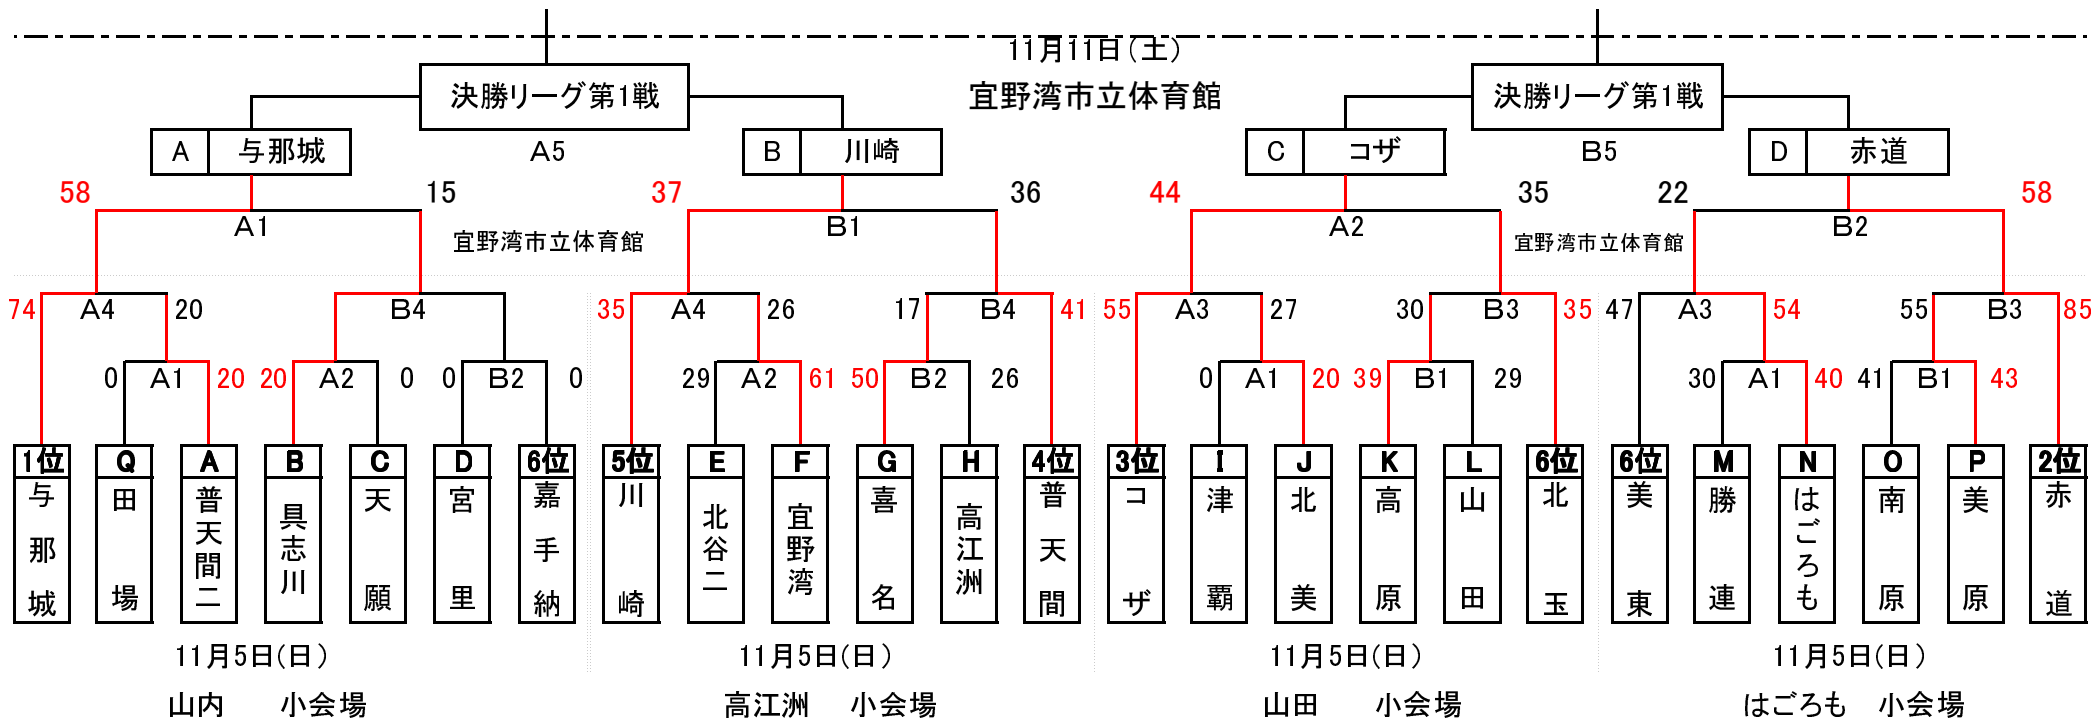 11月11日（土）
決勝リーグ第1戦
宜野湾市立体育館
決勝リーグ第1戦
A 与那城
A5
B 川崎
C コザ
B5
D 赤道
58 15 37 36 44 35 22 58
A1 B1 A2 B2
宜野湾市立体育館 宜野湾市立体育館
74 A4 20 B4 35 A4 26 17 B4 41 55 A3 27 30 B3 35 47 A3 54 55 B3 85
0 A1 20 20 A2 0 0 B2 0 29 A2 61 50 B2 26 0 A1 20 39 B1 29 30 A1 40 41 B1 43
1位 Q A B C D 6位 5位 E F G H 4位 3位 I J K L 6位 6位 M N O P 2位
与那城
田場
普天間二
具志川
天願
宮里
嘉手納
川崎
北谷二
宜野湾
喜名
高江洲
普天間
コザ
津覇
北美
高原
山田
北玉
美東
勝連
はごろも
南原
美原
赤道
11月5日(日) 11月5日(日) 11月5日(日) 11月5日(日)
山内 小会場 高江洲 小会場 山田 小会場 はごろも 小会場